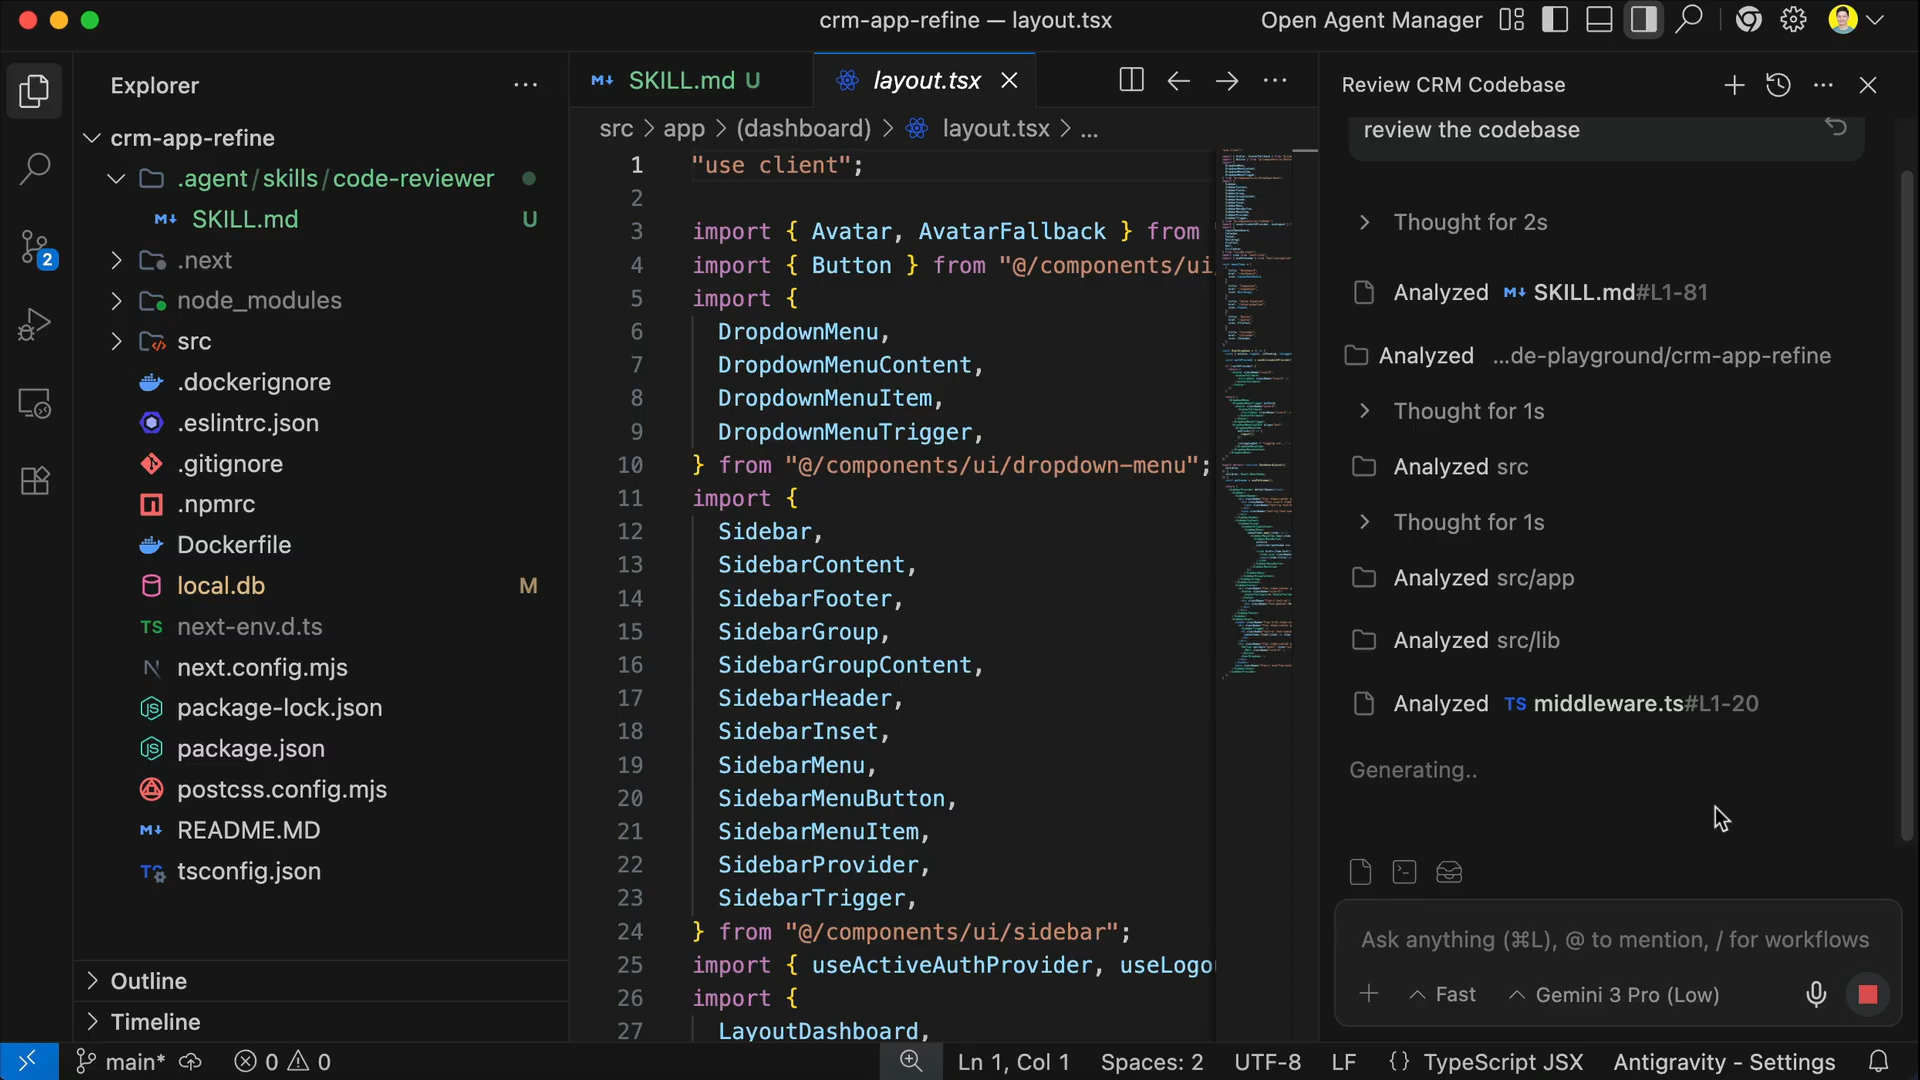 crm-app-refine — layout.tsx
Open Agent Manager
Explorer
crm-app-refine
.agent/skills/code-reviewer
SKILL.md U
.next
node_modules
src
.dockerignore
.eslintrc.json
.gitignore
.npmrc
Dockerfile
local.db M
TS next-env.d.ts
next.config.mjs
package-lock.json
package.json
postcss.config.mjs
README.MD
tsconfig.json
Outline
Timeline
2
SKILL.md U
layout.tsx
src > app > (dashboard) > layout.tsx > ...
1 "use client";
2
3 import { Avatar, AvatarFallback } from
4 import { Button } from "@/components/ui
5 import {
6 DropdownMenu,
7 DropdownMenuContent,
8 DropdownMenuItem,
9 DropdownMenuTrigger,
10 } from "@/components/ui/dropdown-menu";
11 import {
12 Sidebar,
13 SidebarContent,
14 SidebarFooter,
15 SidebarGroup,
16 SidebarGroupContent,
17 SidebarHeader,
18 SidebarInset,
19 SidebarMenu,
20 SidebarMenuButton,
21 SidebarMenuItem,
22 SidebarProvider,
23 SidebarTrigger,
24 } from "@/components/ui/sidebar";
25 import { useActiveAuthProvider, useLogo
26 import {
27 LayoutDashboard,
Review CRM Codebase
review the codebase
Thought for 2s
Analyzed SKILL.md#L1-81
Analyzed ...de-playground/crm-app-refine
Thought for 1s
Analyzed src
Thought for 1s
Analyzed src/app
Analyzed src/lib
Analyzed TS middleware.ts#L1-20
Generating..
Ask anything (⌘L), @ to mention, / for workflows
Fast
Gemini 3 Pro (Low)
main* 0 0
Ln 1, Col 1
Spaces: 2
UTF-8
LF
{} TypeScript JSX
Antigravity - Settings